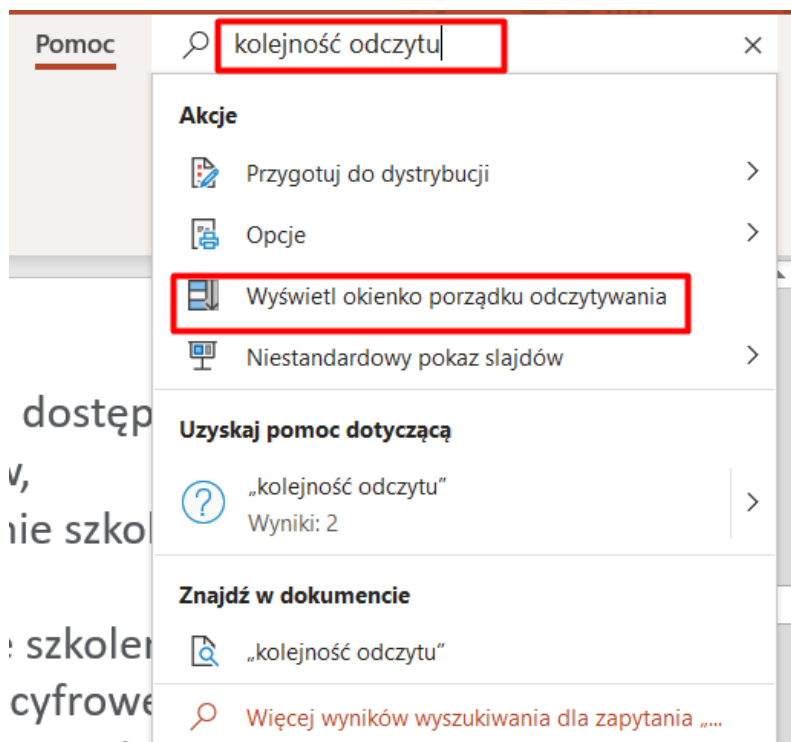 Pomoc
kolejność odczytu
Akcje
Przygotuj do dystrybucji
Opcje
Wyświetl okienko porządku odczytywania
Niestandardowy pokaz slajdów
Uzyskaj pomoc dotyczącą
„kolejność odczytu”
Wyniki: 2
Znajdź w dokumencie
„kolejność odczytu”
Więcej wyników wyszukiwania dla zapytania „...
dostęp
w,
nie szkol
e szkoler
cyfrowe